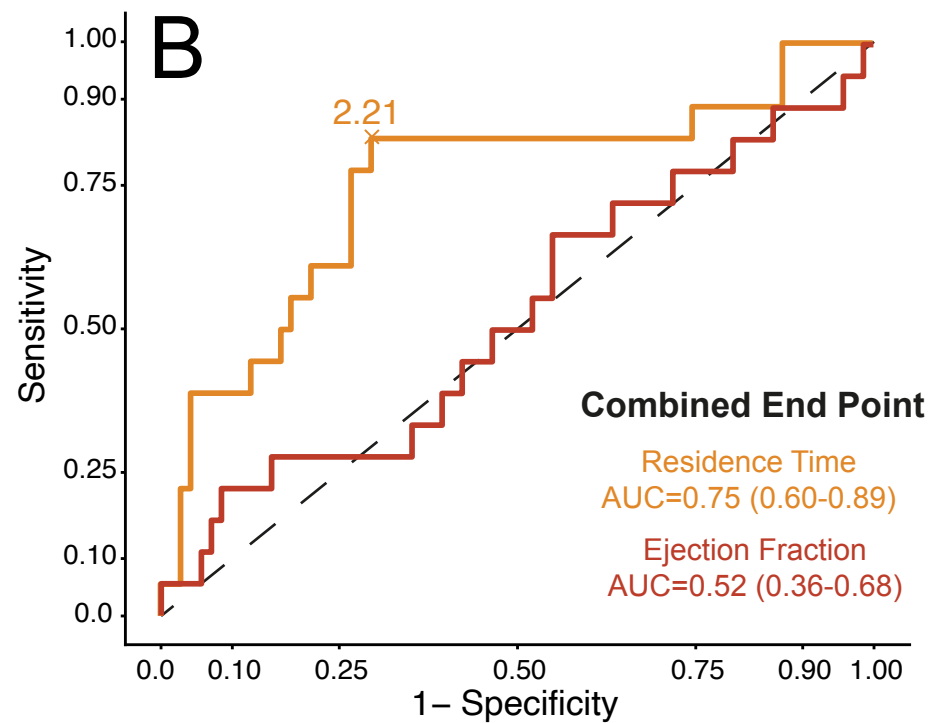 B
1.00
0.90
0.75
0.50
0.25
0.10
0.0
Sensitivity
2.21
Combined End Point
Residence Time
AUC=0.75 (0.60-0.89)
Ejection Fraction
AUC=0.52 (0.36-0.68)
0.0 0.10 0.25 0.50 0.75 0.90 1.00
1− Specificity